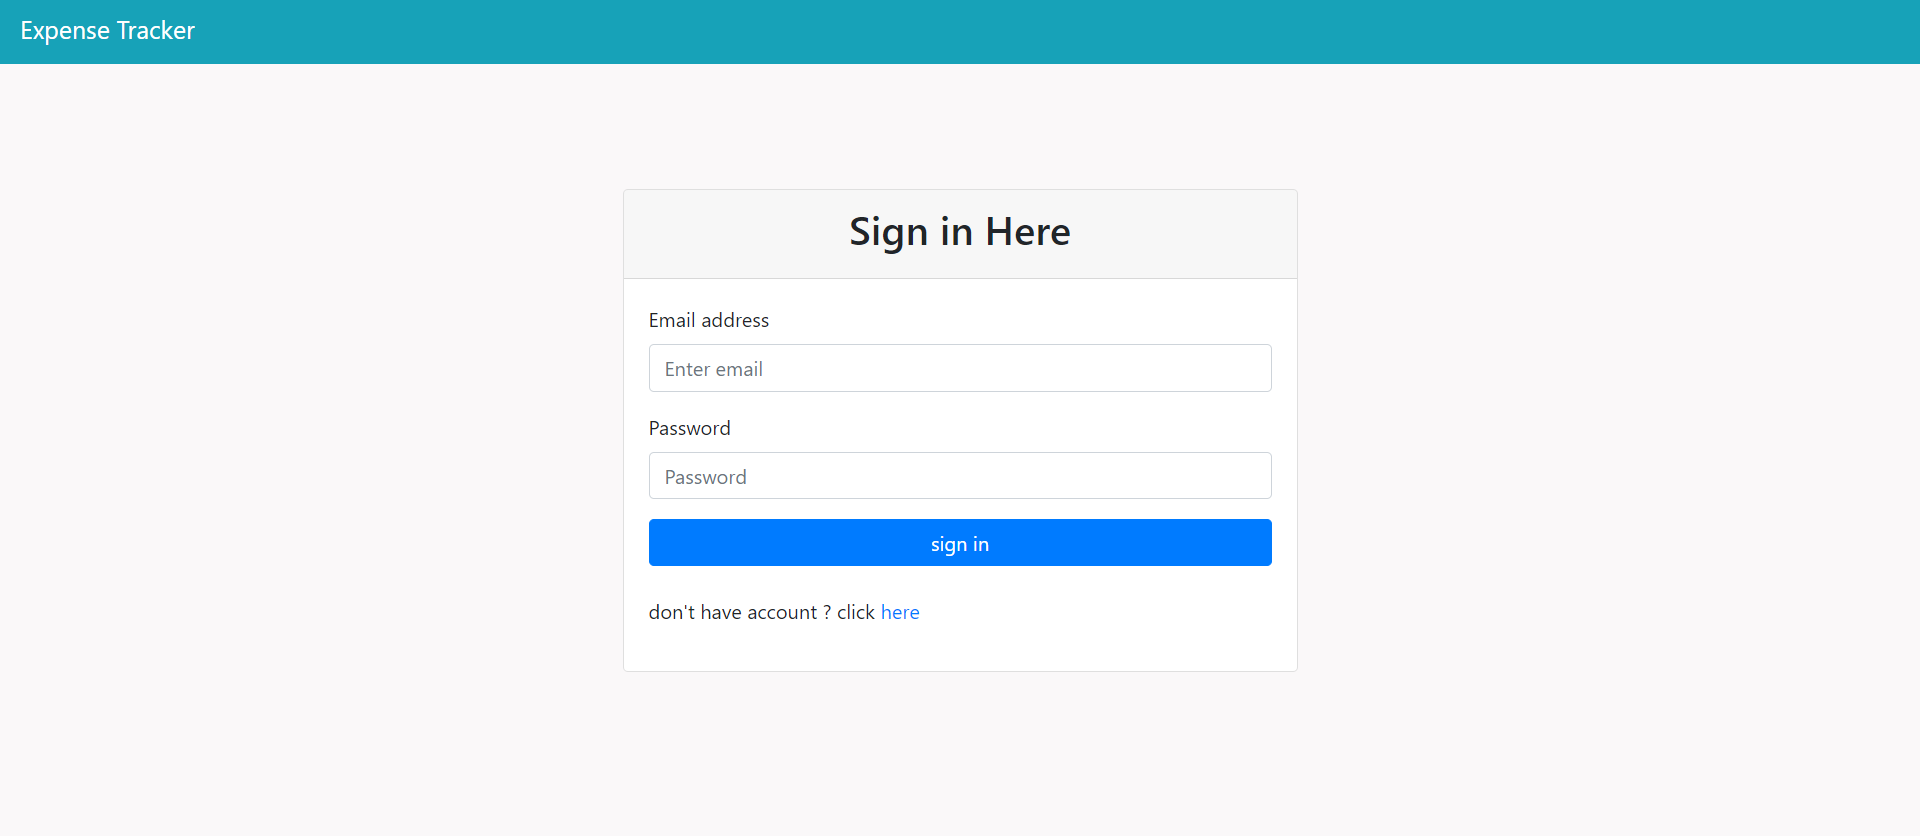 Expense Tracker
Sign in Here
Email address
Enter email
Password
Password
sign in
don't have account ? click here